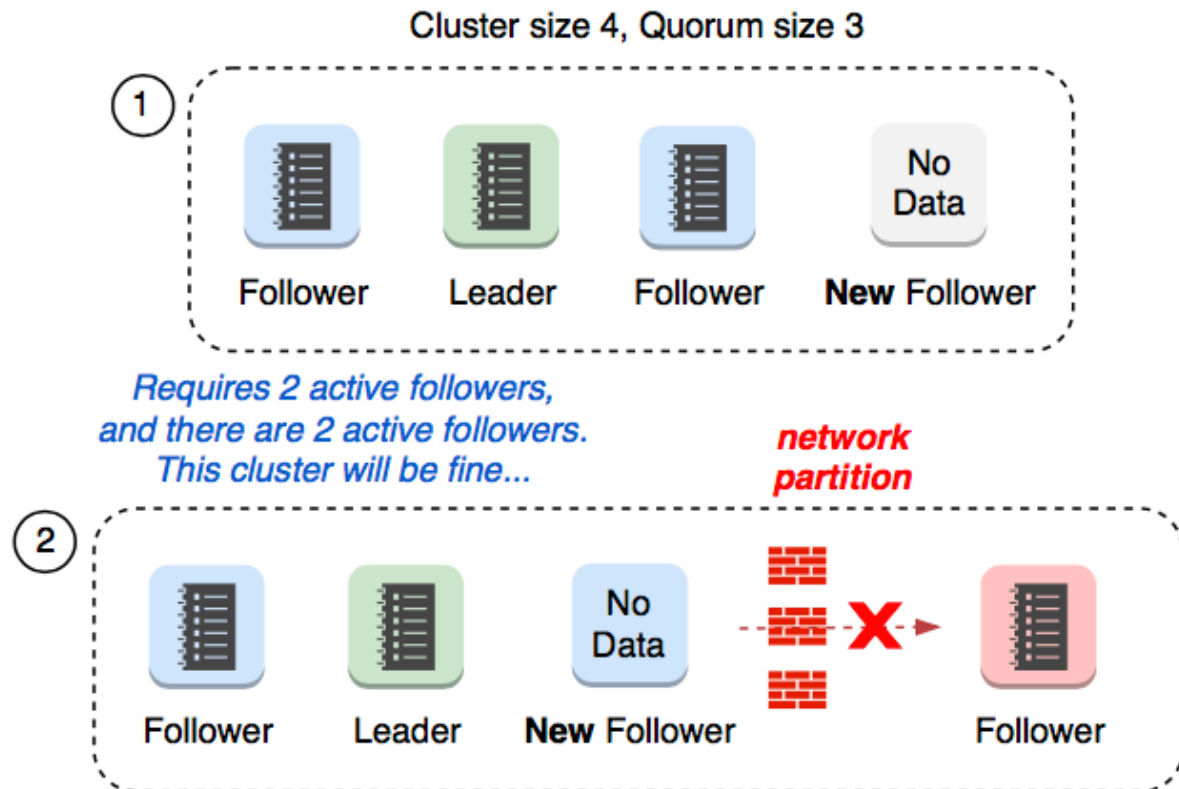 Cluster size 4, Quorum size 3
1
No
Data
Follower
Leader
Follower
New Follower
Requires 2 active followers,
and there are 2 active followers.
This cluster will be fine...
network
partition
2
No
Data
Follower
Leader
New Follower
Follower